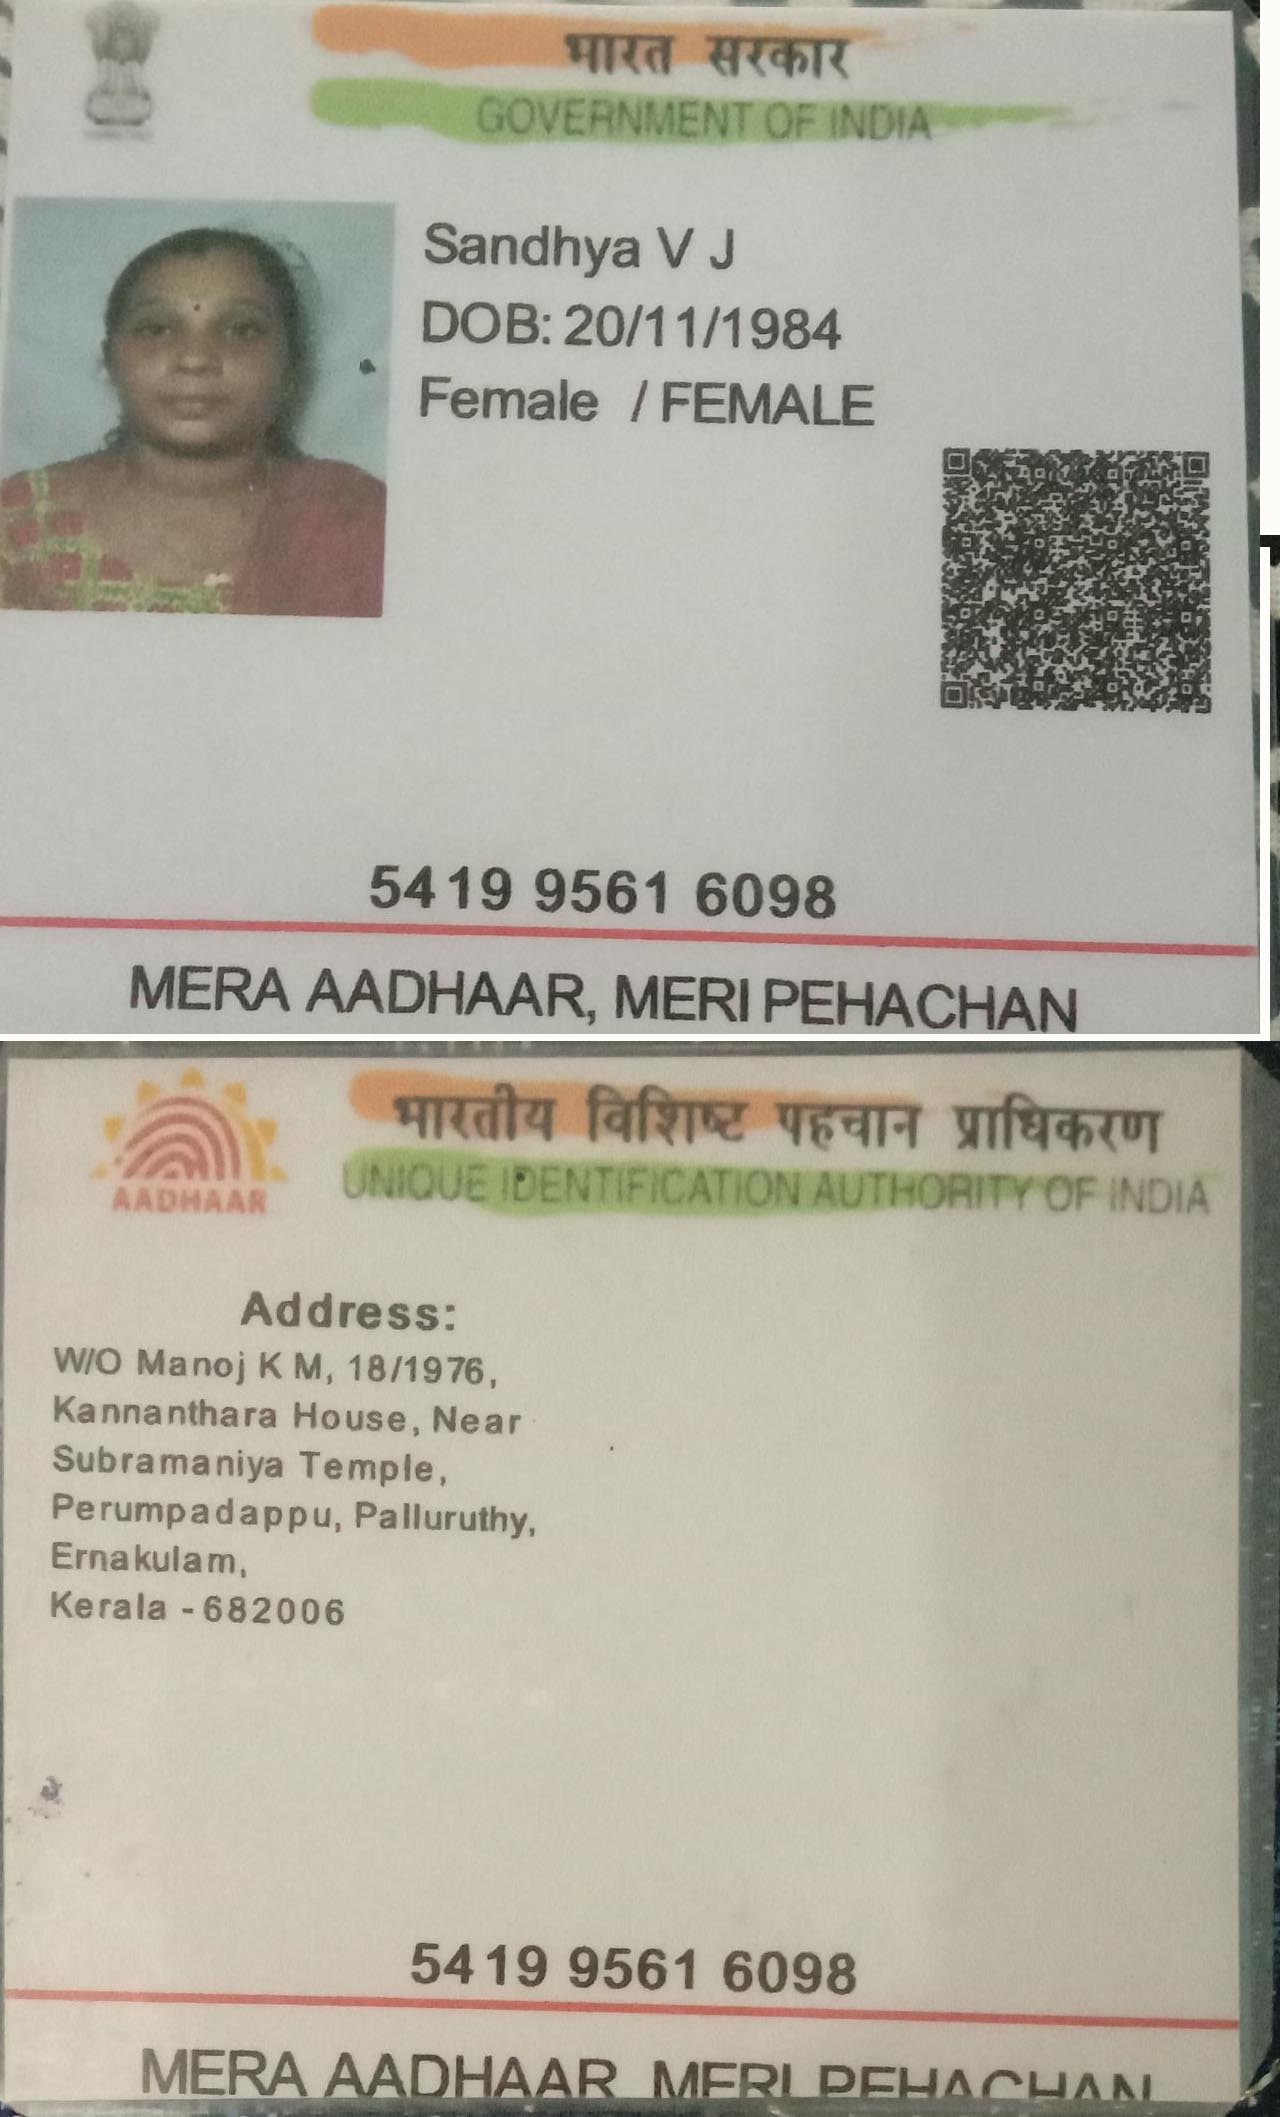 भारत सरकार
GOVERNMENT OF INDIA
Sandhya V J
DOB: 20/11/1984
Female / FEMALE
5419 9561 6098
MERA AADHAAR, MERI PEHACHAN
भारतीय विशिष्ट पहचान प्राधिकरण
UNIQUE IDENTIFICATION AUTHORITY OF INDIA
AADHAAR
Address:
W/O Manoj K M, 18/1976,
Kannanthara House, Near
Subramaniya Temple,
Perumpadappu, Palluruthy,
Ernakulam,
Kerala - 682006
5419 9561 6098
MERA AADHAAR MERI PEHACHAN